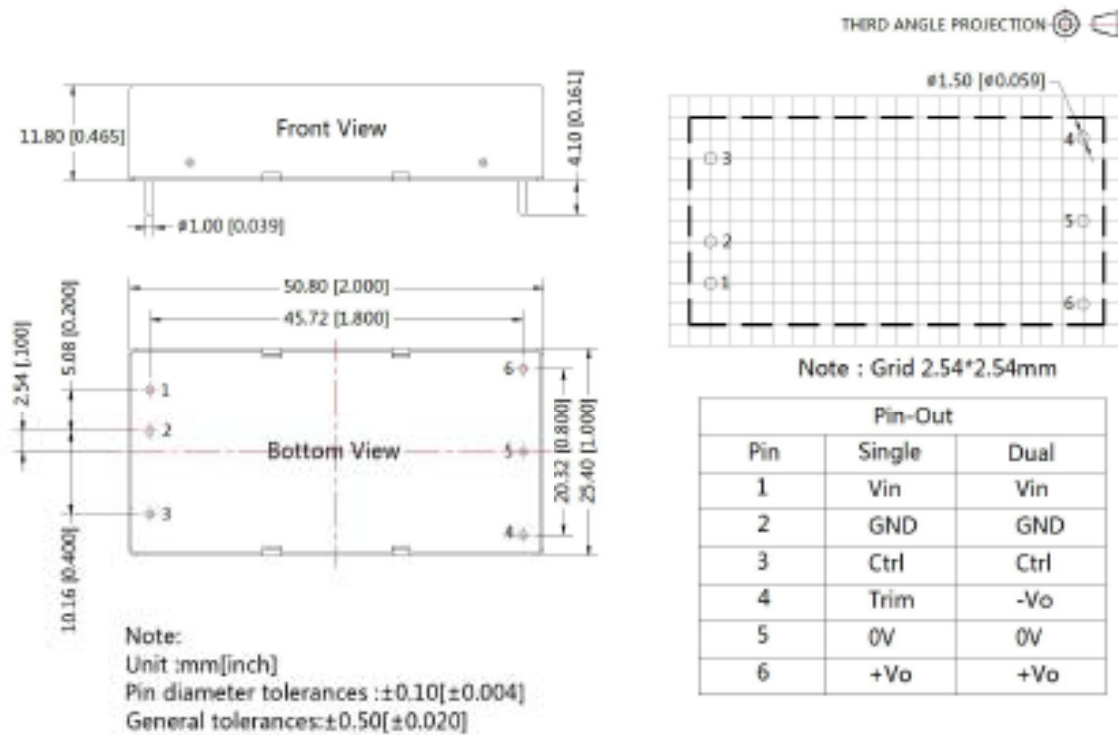 THIRD ANGLE PROJECTION
ø1.50 [ø0.059]
11.80 [0.465]
Front View
4.10 [0.161]
ø1.00 [0.039]
4
3
5
2
1
6
50.80 [2.000]
45.72 [1.800]
2.54 [.100]
5.08 [0.200]
10.16 [0.400]
1
2
3
Bottom View
6
5
4
20.32 [0.800]
25.40 [1.000]
Note : Grid 2.54*2.54mm
Pin-Out
Pin Single Dual
1 Vin Vin
2 GND GND
3 Ctrl Ctrl
4 Trim -Vo
5 0V 0V
6 +Vo +Vo
Note:
Unit :mm[inch]
Pin diameter tolerances :±0.10[±0.004]
General tolerances:±0.50[±0.020]